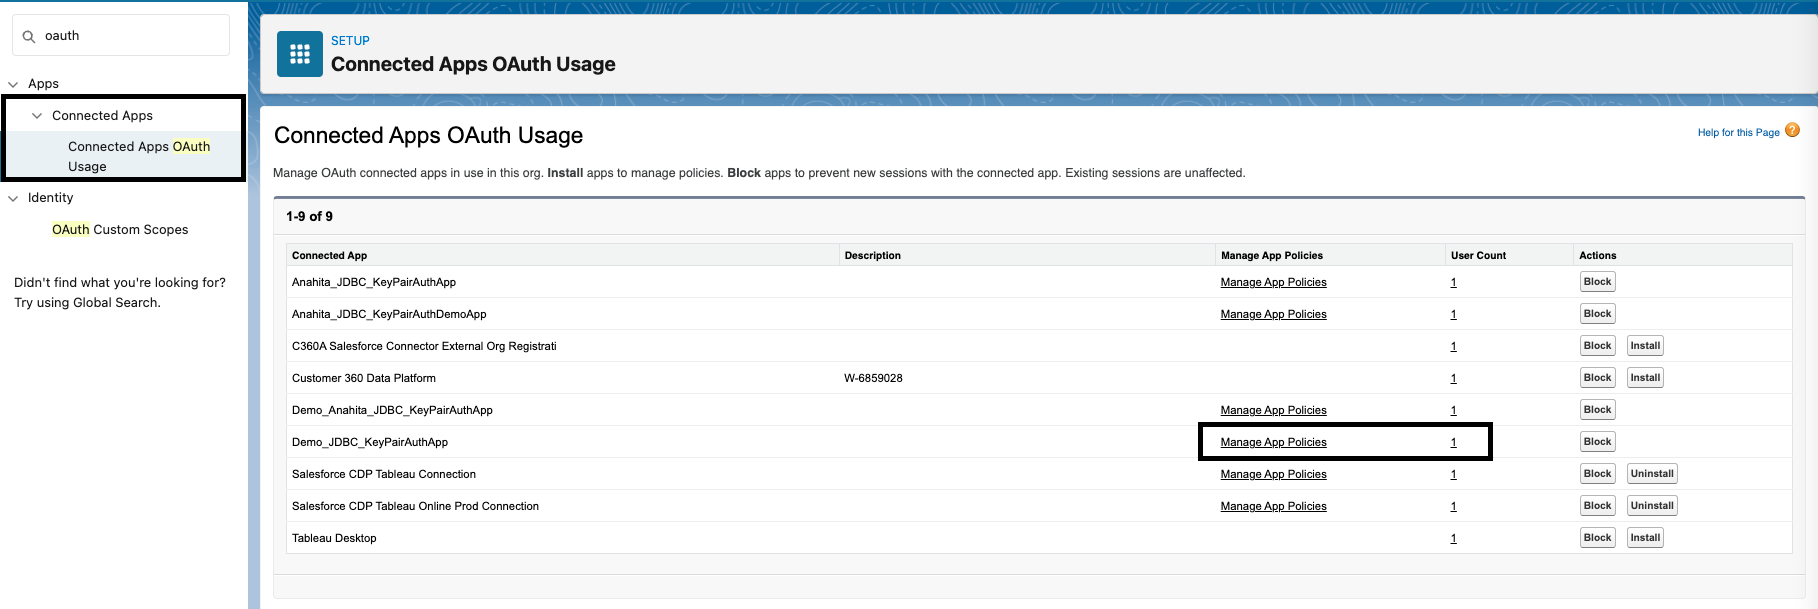 oauth
Apps
Connected Apps
Connected Apps OAuth
Usage
Identity
OAuth Custom Scopes
Didn't find what you're looking for?
Try using Global Search.
SETUP
Connected Apps OAuth Usage
Connected Apps OAuth Usage
Help for this Page ?
Manage OAuth connected apps in use in this org. Install apps to manage policies. Block apps to prevent new sessions with the connected app. Existing sessions are unaffected.
1-9 of 9
Connected App Description Manage App Policies User Count Actions
Anahita_JDBC_KeyPairAuthApp Manage App Policies 1 Block
Anahita_JDBC_KeyPairAuthDemoApp Manage App Policies 1 Block
C360A Salesforce Connector External Org Registrati 1 Block Install
Customer 360 Data Platform W-6859028 1 Block Install
Demo_Anahita_JDBC_KeyPairAuthApp Manage App Policies 1 Block
Demo_JDBC_KeyPairAuthApp Manage App Policies 1 Block
Salesforce CDP Tableau Connection Manage App Policies 1 Block Uninstall
Salesforce CDP Tableau Online Prod Connection Manage App Policies 1 Block Uninstall
Tableau Desktop 1 Block Install